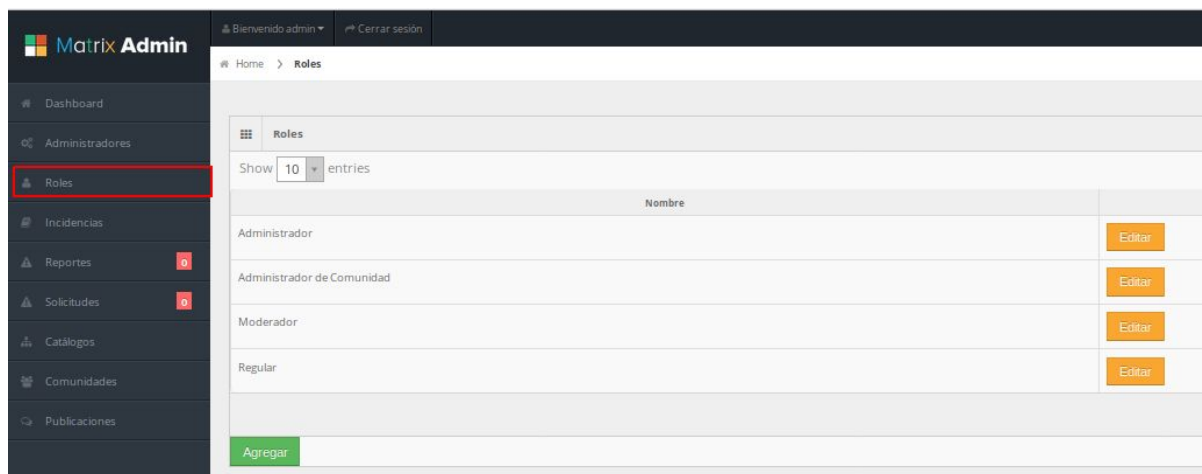 Matrix Admin
Bienvenido admin
Cerrar sesión
Home > Roles
Dashboard
Administradores
Roles
Incidencias
Reportes 0
Solicitudes 0
Catálogos
Comunidades
Publicaciones
Roles
Show 10 entries
Nombre
Administrador Editar
Administrador de Comunidad Editar
Moderador Editar
Regular Editar
Agregar